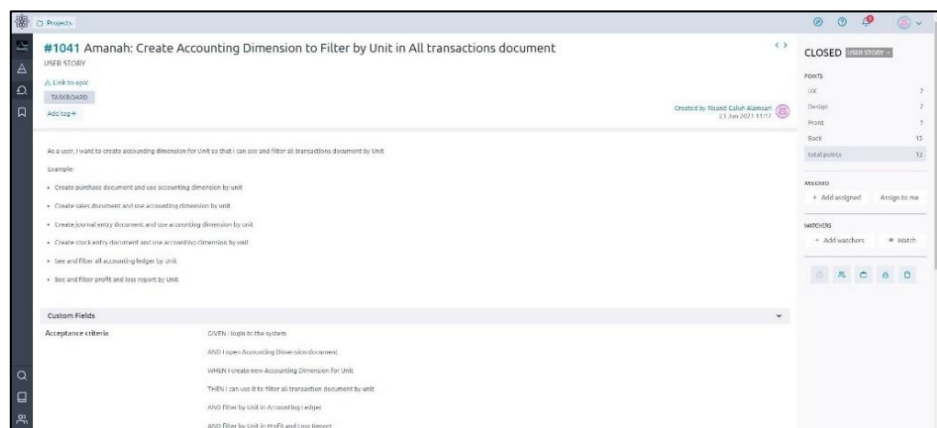 Projects
#1041 Amanah: Create Accounting Dimension to Filter by Unit in All transactions document
USER STORY
Link to epic
TASKBOARD
Add tag +
Created by
23 Jun 2021 11:17
As a user, I want to create accounting dimension for Unit so that I can see and filter all transactions document by Unit
Example:
• Create purchase document and use accounting dimension by unit
• Create sales document and use accounting dimension by unit
• Create journal entry document and use accounting dimension by unit
• Create stock entry document and use accounting dimension by unit
• See and filter all accounting ledger by Unit
• See and filter profit and loss report by Unit
Custom Fields
Acceptance criteria
GIVEN I login to the system
AND I open Accounting Dimension document
WHEN I create new Accounting Dimension for Unit
THEN I can use it to filter all transaction document by unit
AND filter by Unit in Accounting Ledger
AND filter by Unit in Profit and Loss Report
CLOSED USER STORY
POINTS
UX ?
Design ?
Front ?
Back
total points
ASSIGNED
+ Add assigned Assign to me
WATCHERS
+ Add watchers Watch